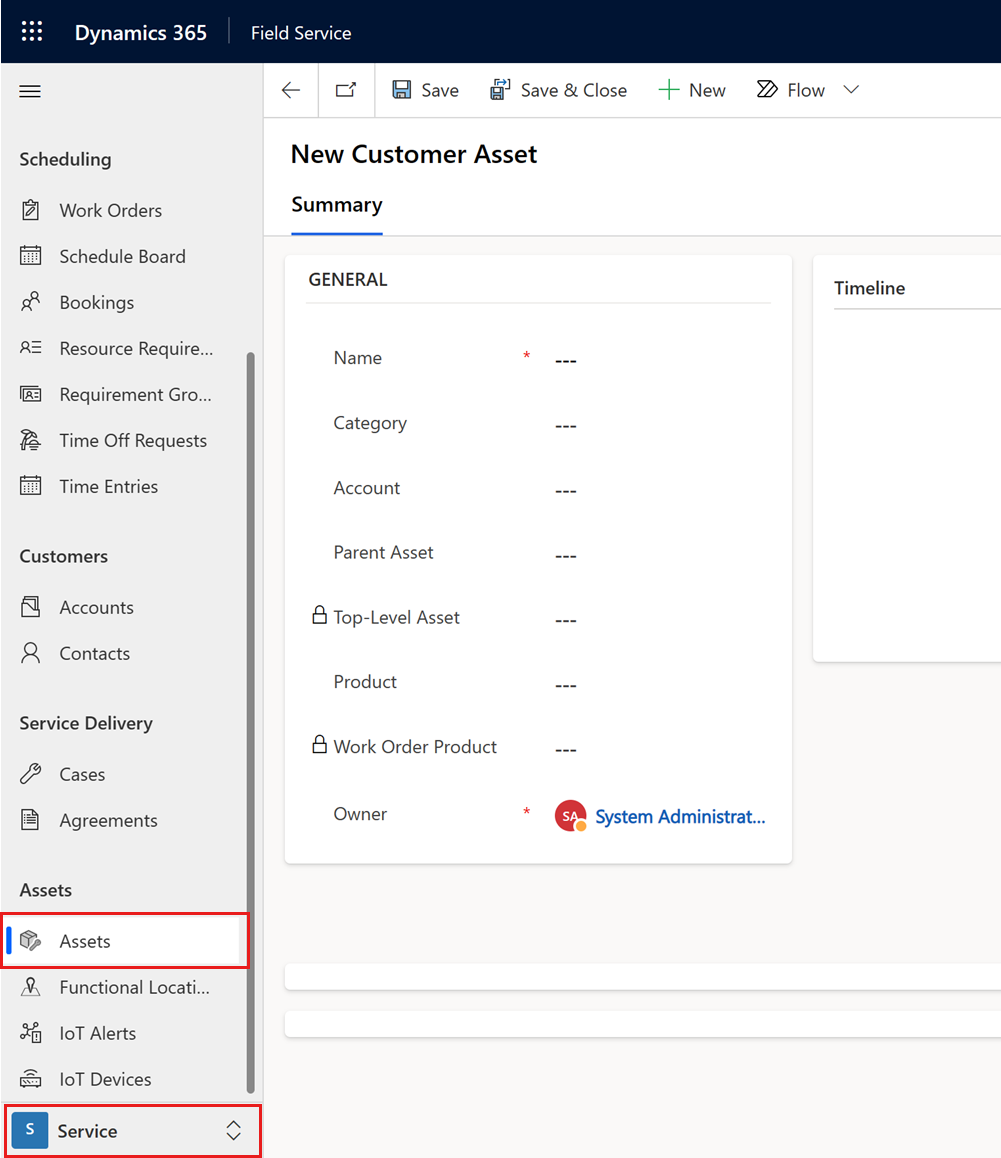 Dynamics 365
Field Service
Save
Save & Close
New
Flow
Scheduling
Work Orders
Schedule Board
Bookings
Resource Require...
Requirement Gro...
Time Off Requests
Time Entries
Customers
Accounts
Contacts
Service Delivery
Cases
Agreements
Assets
Assets
Functional Locati...
IoT Alerts
IoT Devices
S Service
New Customer Asset
Summary
GENERAL
Name * ---
Category ---
Account ---
Parent Asset ---
Top-Level Asset ---
Product ---
Work Order Product ---
Owner * SA System Administrat...
Timeline